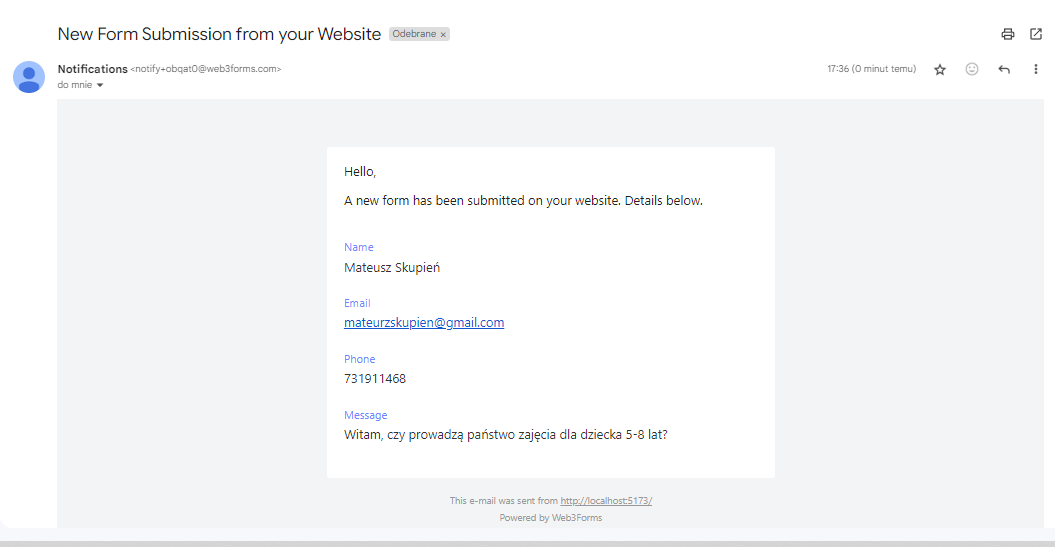 New Form Submission from your Website Odebrane ×
Notifications <notify+obqat0@web3forms.com> 17:36 (0 minut temu)
do mnie
Hello,
A new form has been submitted on your website. Details below.
Name
Mateusz Skupień
Email
mateurzskupien@gmail.com
Phone
731911468
Message
Witam, czy prowadzą państwo zajęcia dla dziecka 5-8 lat?
This e-mail was sent from http://localhost:5173/
Powered by Web3Forms